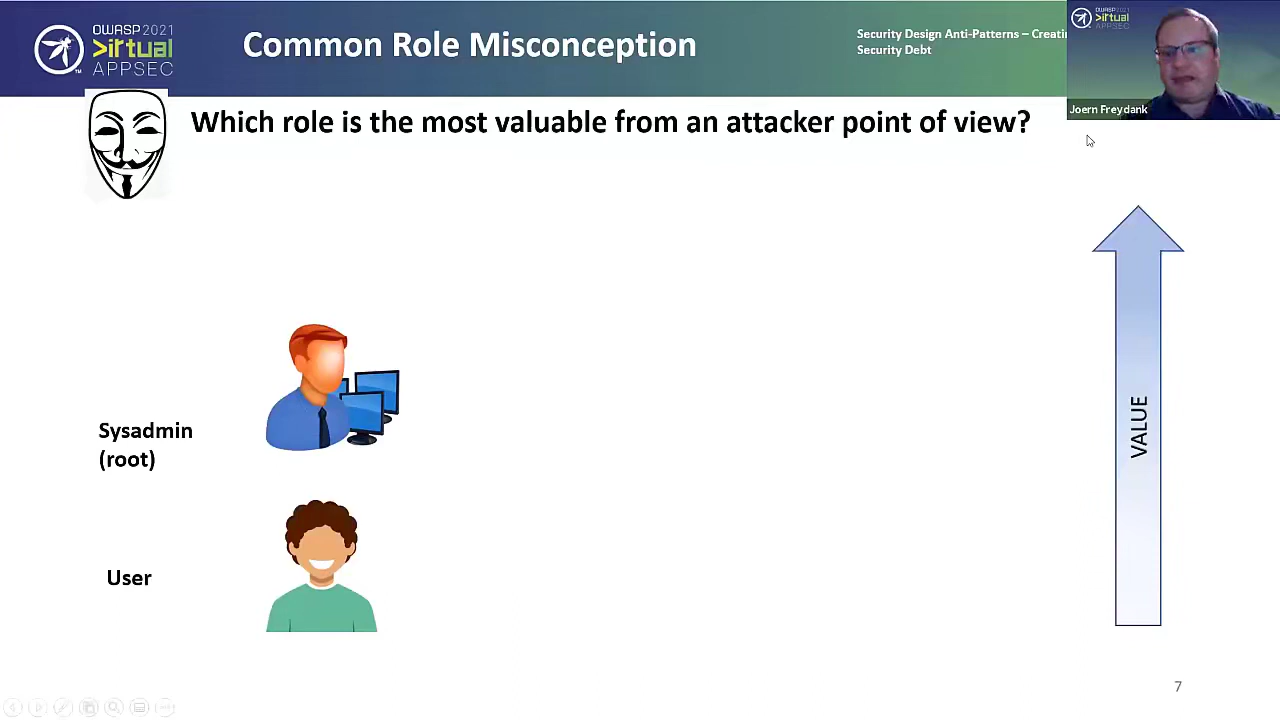 OWASP 2021
>irtual
APPSEC
Common Role Misconception
Security Design Anti-Patterns – Creati
Security Debt
OWASP 2021
>irtual
APPSEC
Joern Freydank
Which role is the most valuable from an attacker point of view?
Sysadmin
(root)
User
VALUE
7